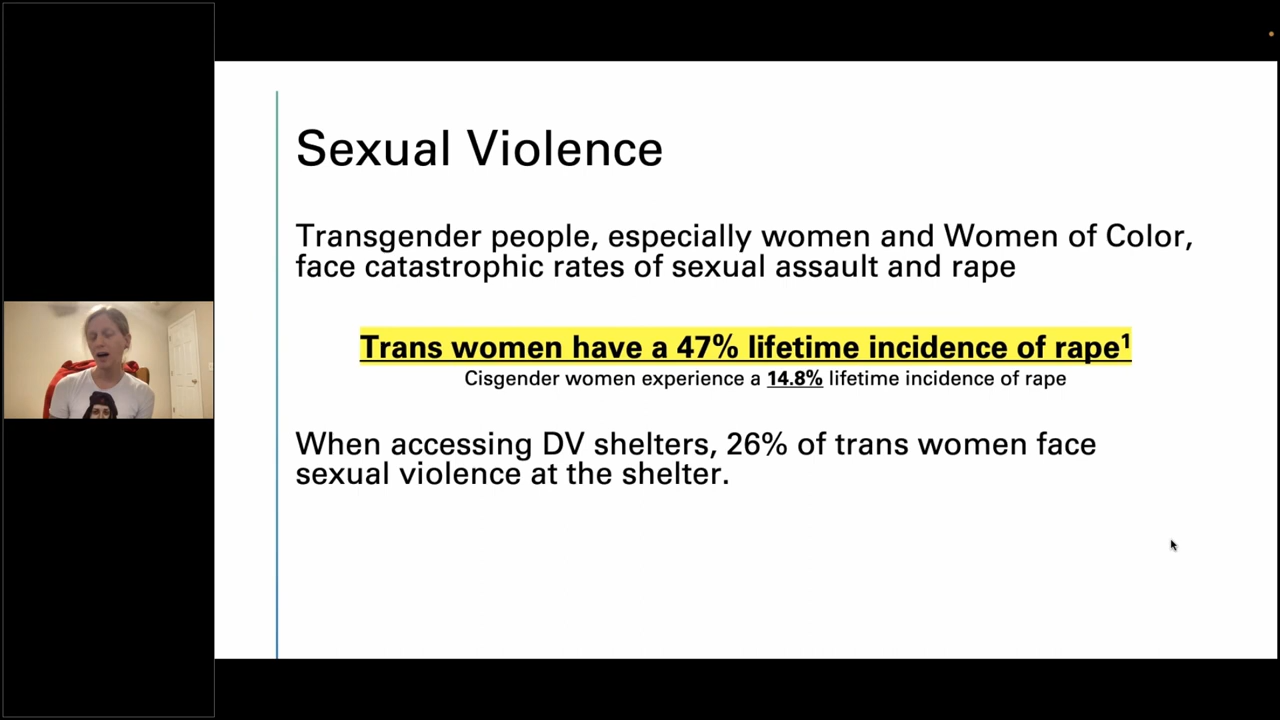 Sexual Violence
Transgender people, especially women and Women of Color,
face catastrophic rates of sexual assault and rape
Trans women have a 47% lifetime incidence of rape¹
Cisgender women experience a 14.8% lifetime incidence of rape
When accessing DV shelters, 26% of trans women face
sexual violence at the shelter.